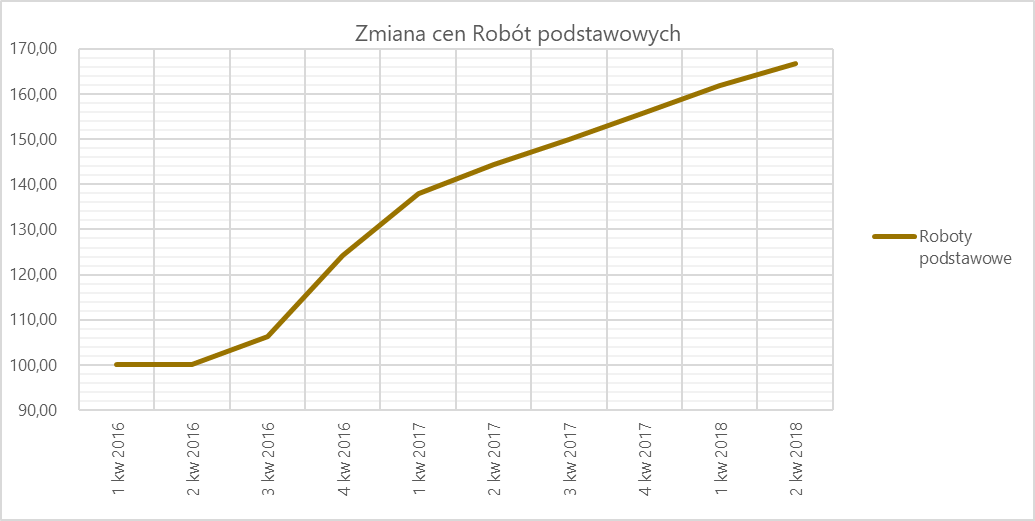 Zmiana cen Robót podstawowych
170,00
160,00
150,00
140,00
130,00
120,00
110,00
100,00
90,00
1 kw 2016
2 kw 2016
3 kw 2016
4 kw 2016
1 kw 2017
2 kw 2017
3 kw 2017
4 kw 2017
1 kw 2018
2 kw 2018
Roboty
podstawowe